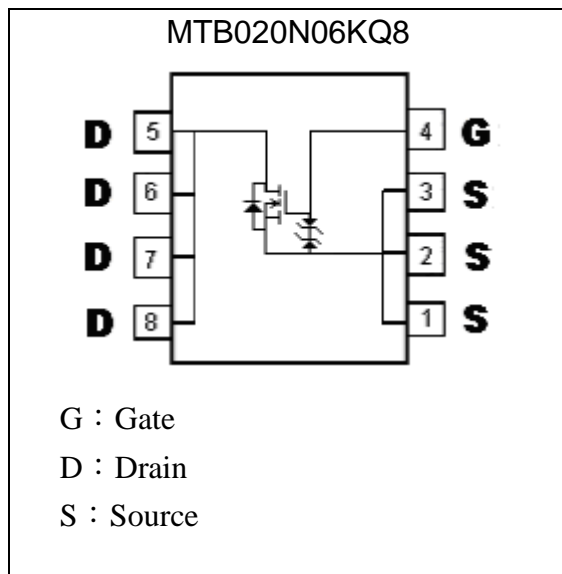 MTB020N06KQ8
D 5 4 G
D 6 3 S
D 7 2 S
D 8 1 S
G：Gate
D：Drain
S：Source